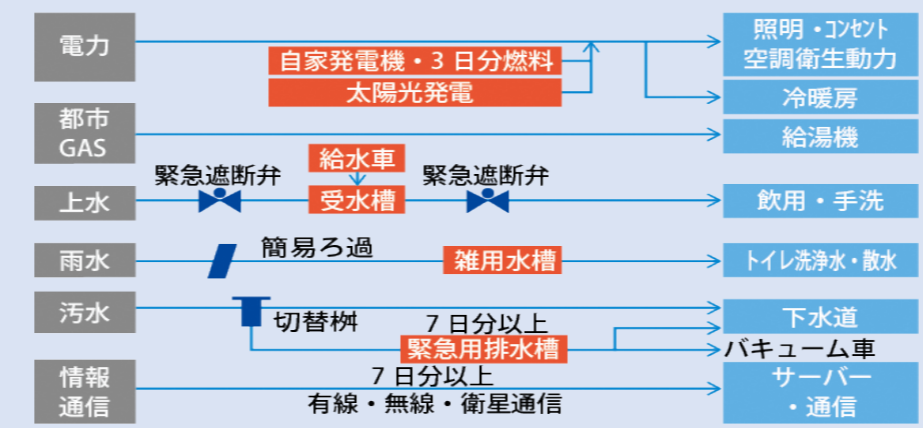 電力
照明・コンセント
空調衛生動力
自家発電機・3日分燃料
太陽光発電
冷暖房
都市
GAS
給湯機
給水車
緊急遮断弁
緊急遮断弁
上水
受水槽
飲用・手洗
雨水
簡易ろ過
雑用水槽
トイレ洗浄水・散水
汚水
切替桝
7日分以上
下水道
緊急用排水槽
バキューム車
情報
通信
7日分以上
有線・無線・衛星通信
サーバー
・通信